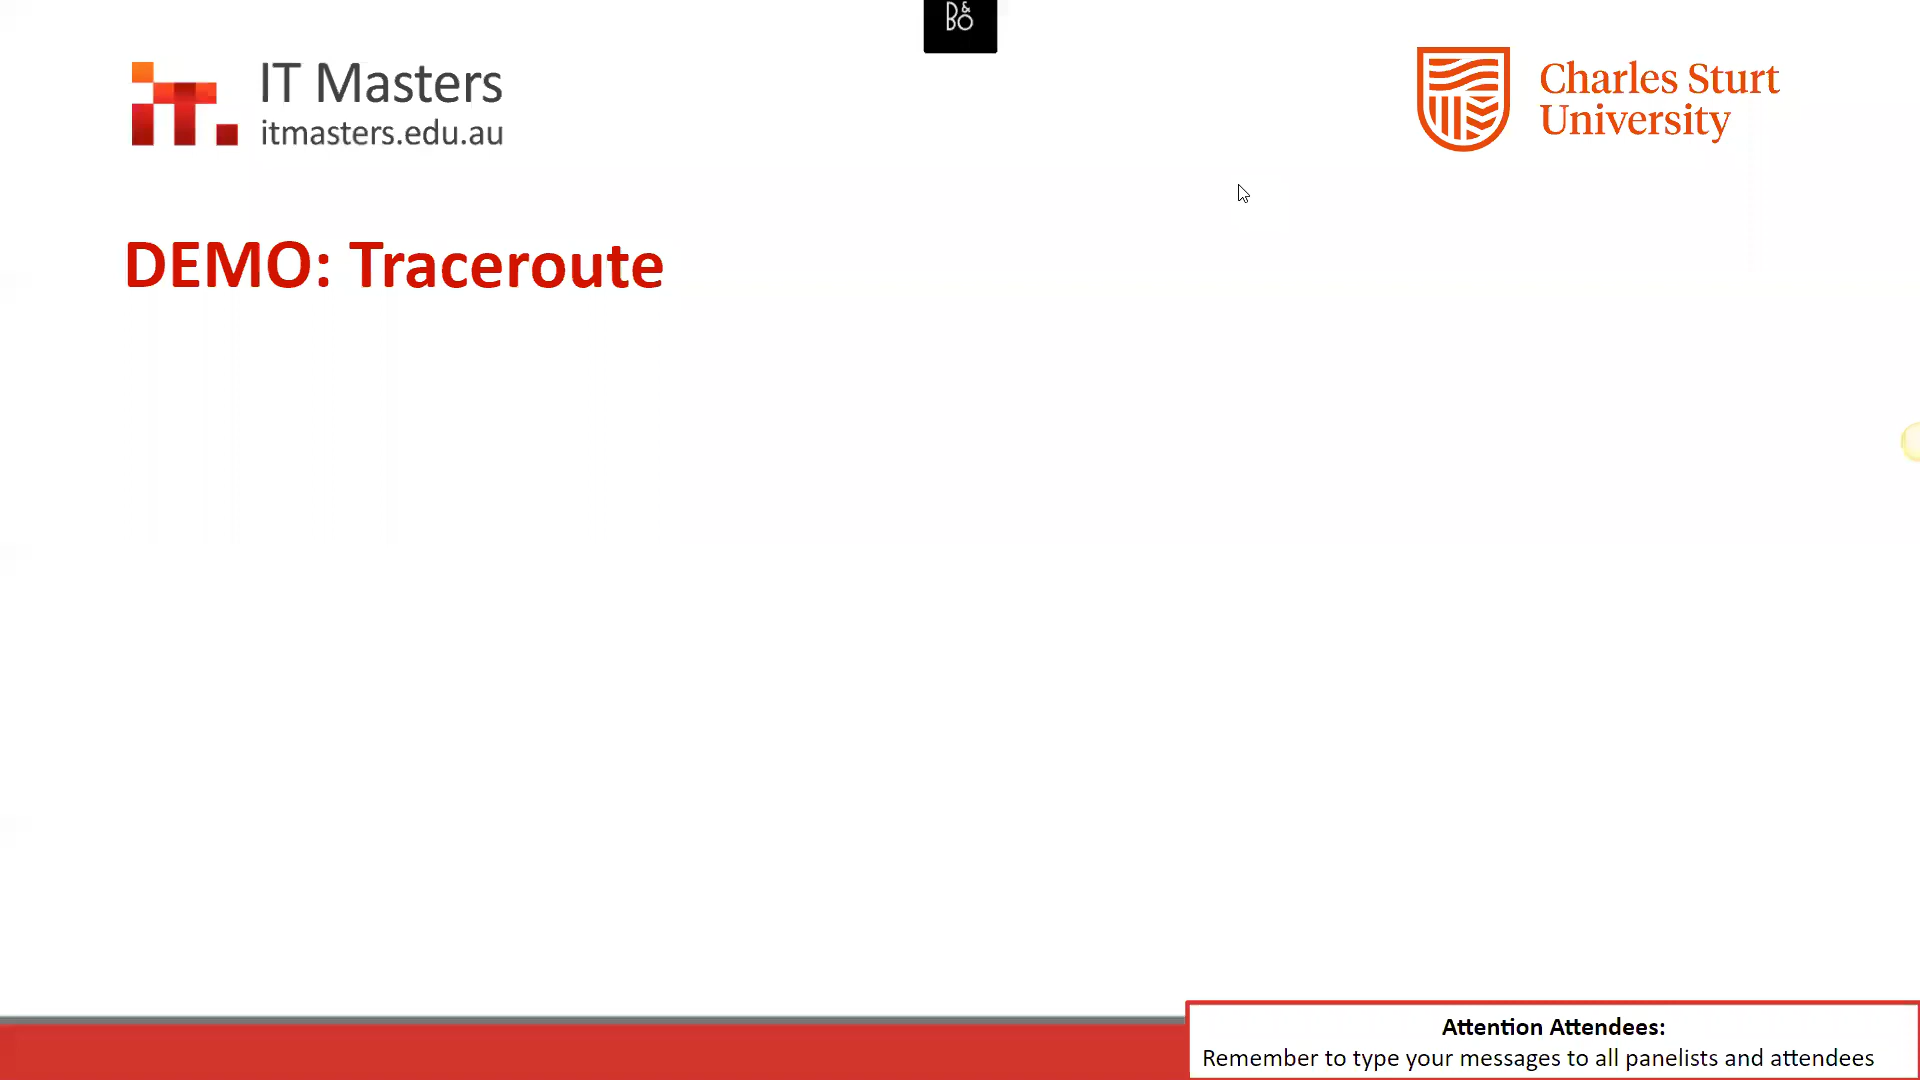 B&O
IT Masters
itmasters.edu.au
Charles Sturt
University
DEMO: Traceroute
Attention Attendees:
Remember to type your messages to all panelists and attendees